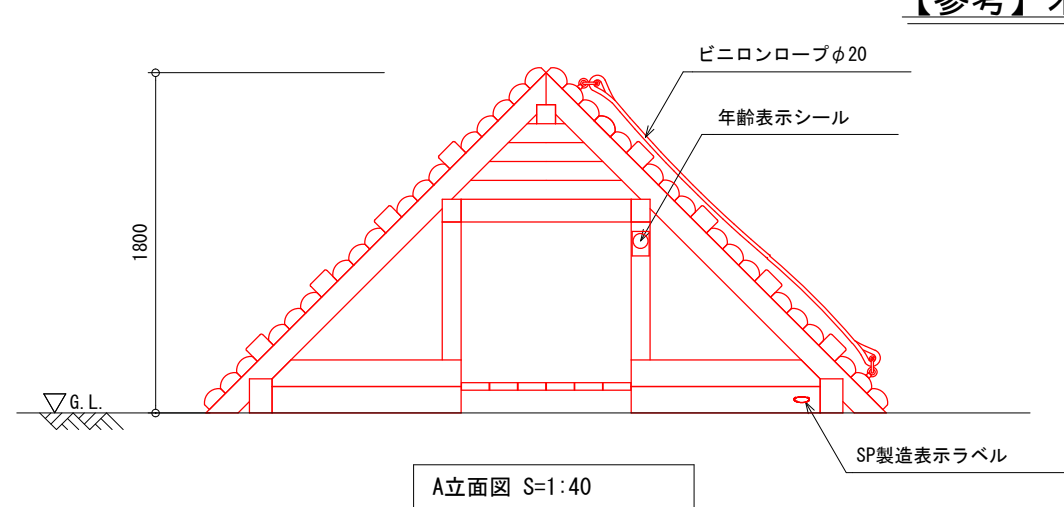 【参考】
ビニロンロープφ20
年齢表示シール
1800
G.L.
SP製造表示ラベル
A立面図 S=1:40